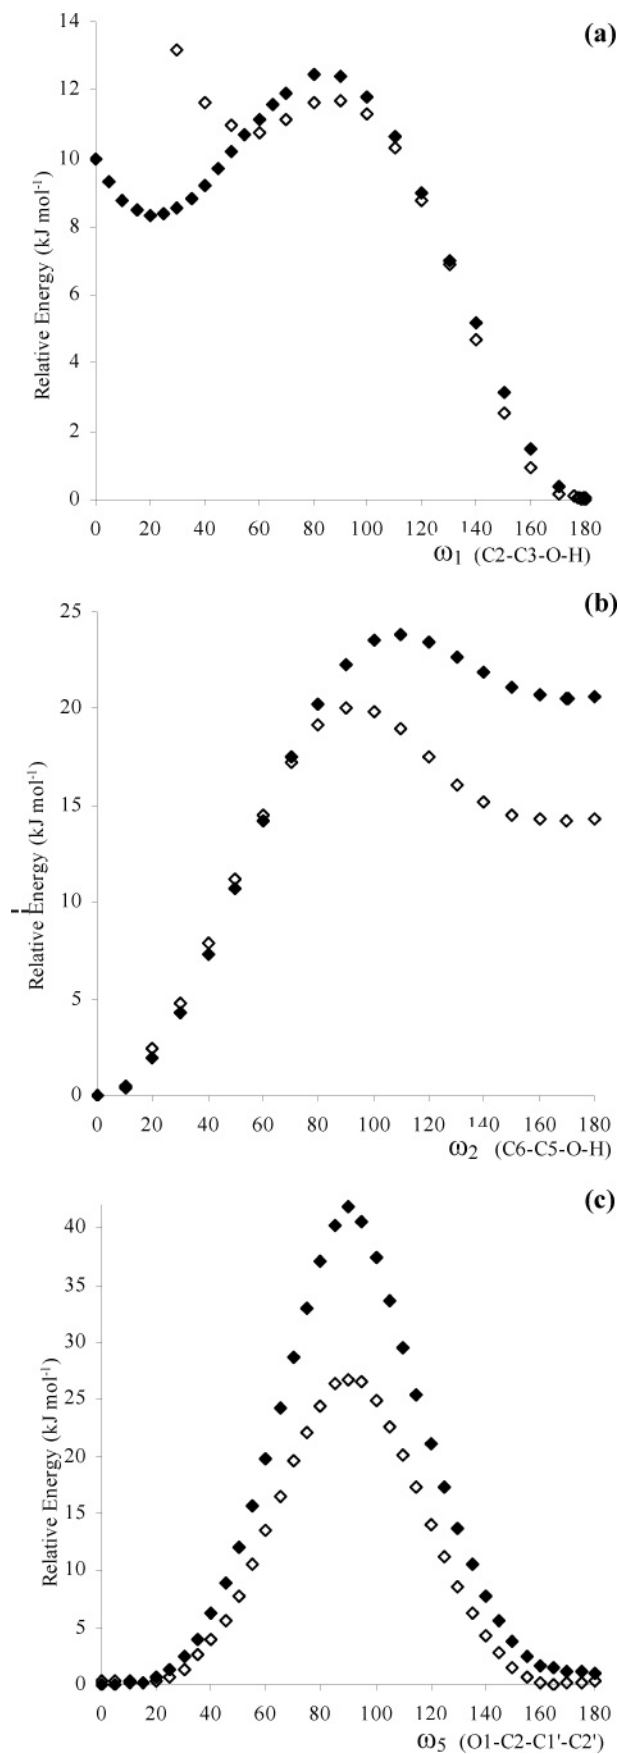 (a)
14
12
10
8
6
4
2
0
Relative Energy (kJ mol-1)
0 20 40 60 80 100 120 140 160 180
ω1 (C2-C3-O-H)
(b)
25
20
15
10
5
0
Relative Energy (kJ mol-1)
0 20 40 60 80 100 120 140 160 180
ω2 (C6-C5-O-H)
(c)
40
35
30
25
20
15
10
5
0
Relative Energy (kJ mol-1)
0 20 40 60 80 100 120 140 160 180
ω5 (O1-C2-C1'-C2')